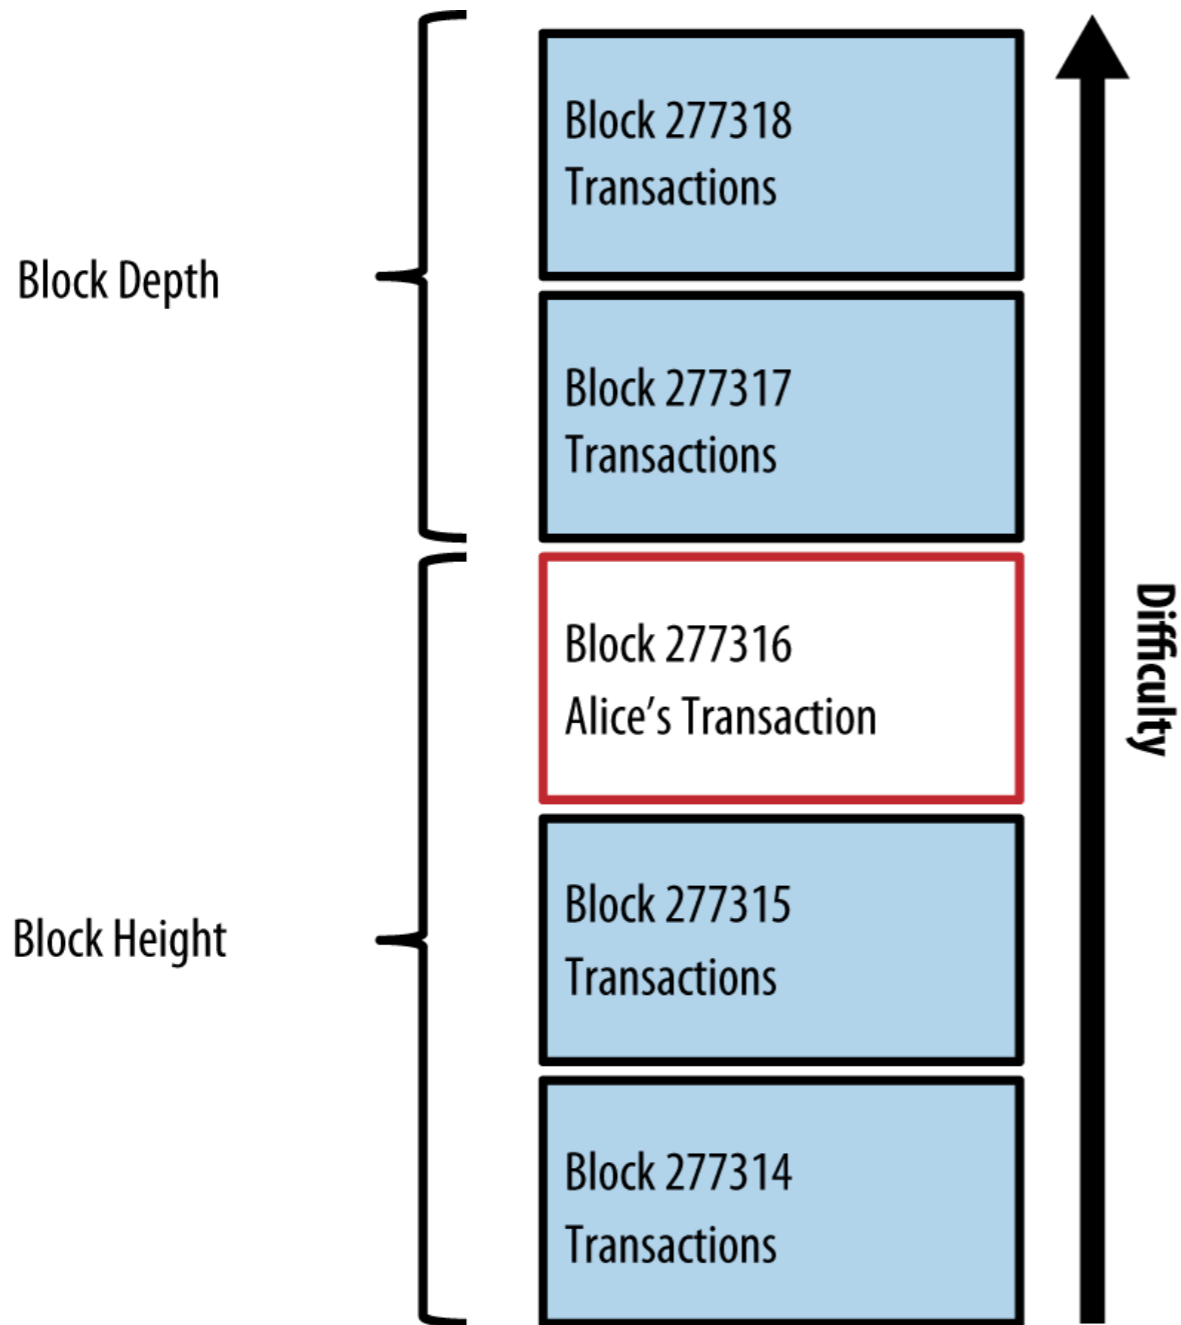 Block 277318
Transactions
Block Depth
Block 277317
Transactions
Block 277316
Alice’s Transaction
Difficulty
Block 277315
Transactions
Block Height
Block 277314
Transactions